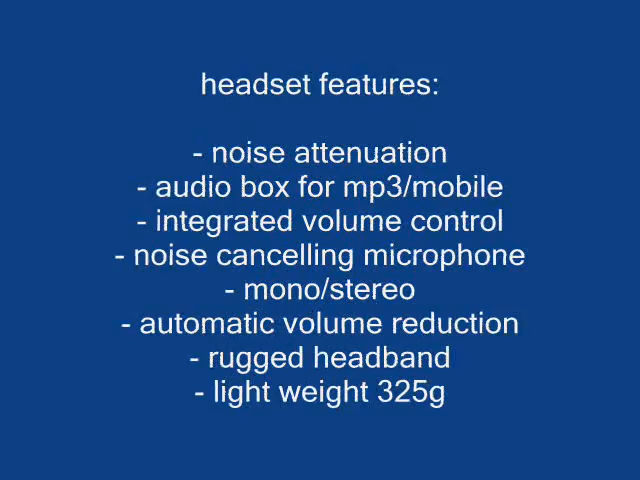 headset features:
- noise attenuation
- audio box for mp3/mobile
- integrated volume control
- noise cancelling microphone
- mono/stereo
- automatic volume reduction
- rugged headband
- light weight 325g